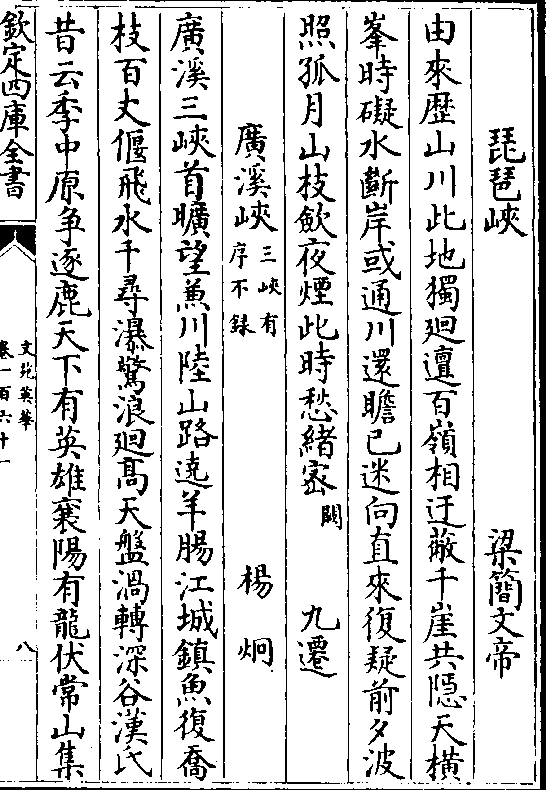 琵琶峽 梁簡文帝
由來歷山川此地獨廻邅百嶺相迂蔽千崖共隱天横
峯時礙水斷岸或通川還瞻已迷向直來復疑前夕波
照孤月山枝歛夜煙此時愁緒密闕 九遷
廣溪峽三峽有序不錄 楊炯
廣溪三峽首曠望兼川陸山路遶羊腸江城鎮魚復喬
枝百丈偃飛水千尋瀑驚浪廻高天盤渦轉深谷漢氏
昔云季中原争逐鹿天下有英雄襄陽有龍伏常山集
欽定四庫全書
文苑英華
卷一百六十一
八